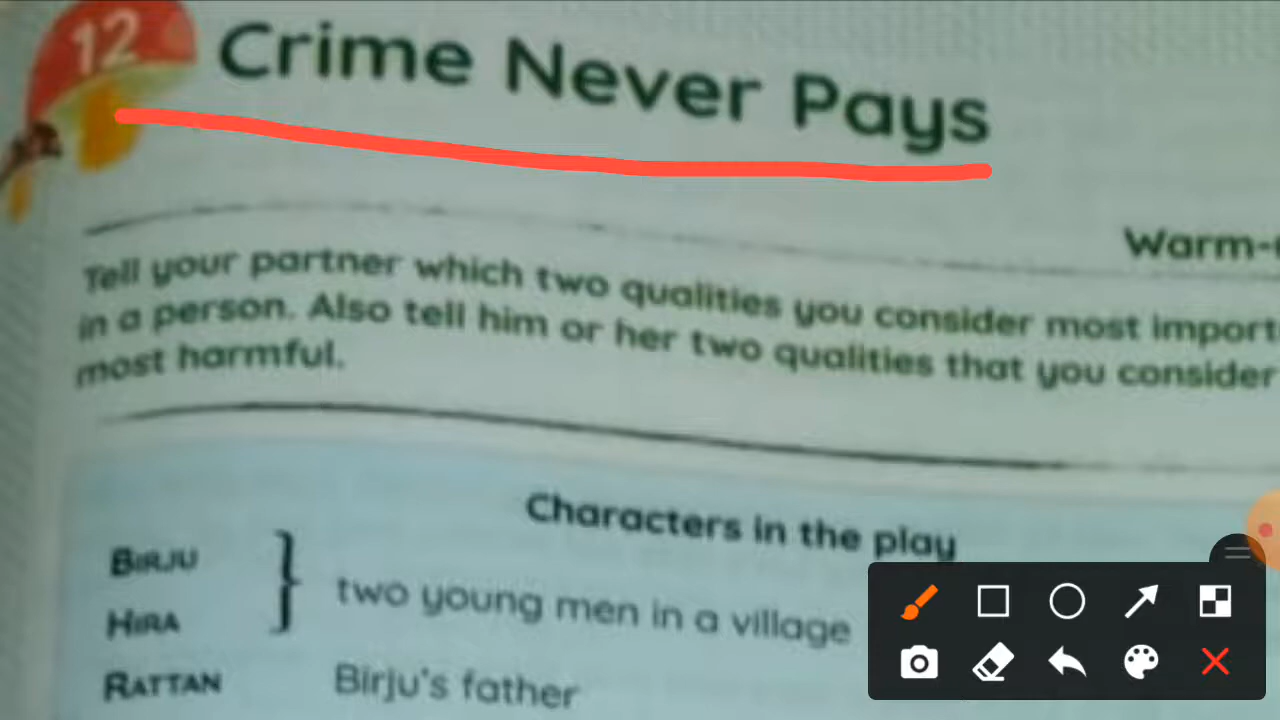 12
Crime Never Pays
Warm-
Tell your partner which two qualities you consider most import
in a person. Also tell him or her two qualities that you consider
most harmful.
Characters in the play
BIRJU
HIRA
two young men in a village
RATTAN Birju's father